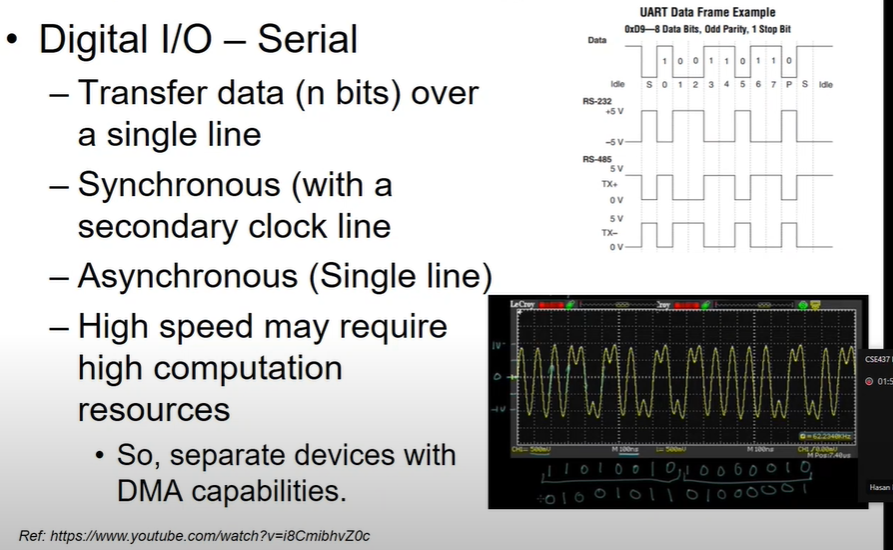 • Digital I/O – Serial
– Transfer data (n bits) over
a single line
– Synchronous (with a
secondary clock line
– Asynchronous (Single line)
– High speed may require
high computation
resources
• So, separate devices with
DMA capabilities.
Ref: https://www.youtube.com/watch?v=i8CmibhvZ0c
UART Data Frame Example
0xD9—8 Data Bits, Odd Parity, 1 Stop Bit
Data
1 0 0 1 1 0 1 1 0
Idle S 0 1 2 3 4 5 6 7 P S Idle
RS-232
+5 V
–5 V
RS-485
5 V
TX+
0 V
5 V
TX–
0 V
LeCroy
1V
0
-1V
CH1= 500mV M 100ns
M 100ns
M Pos:7.40us
1 1 0 1 0 0 1 0 1 0 0 0 0 0 1 0
0 1 0 0 1 0 1 1 0 1 0 0 0 0 0 1
CSE437
01:5
Hasan